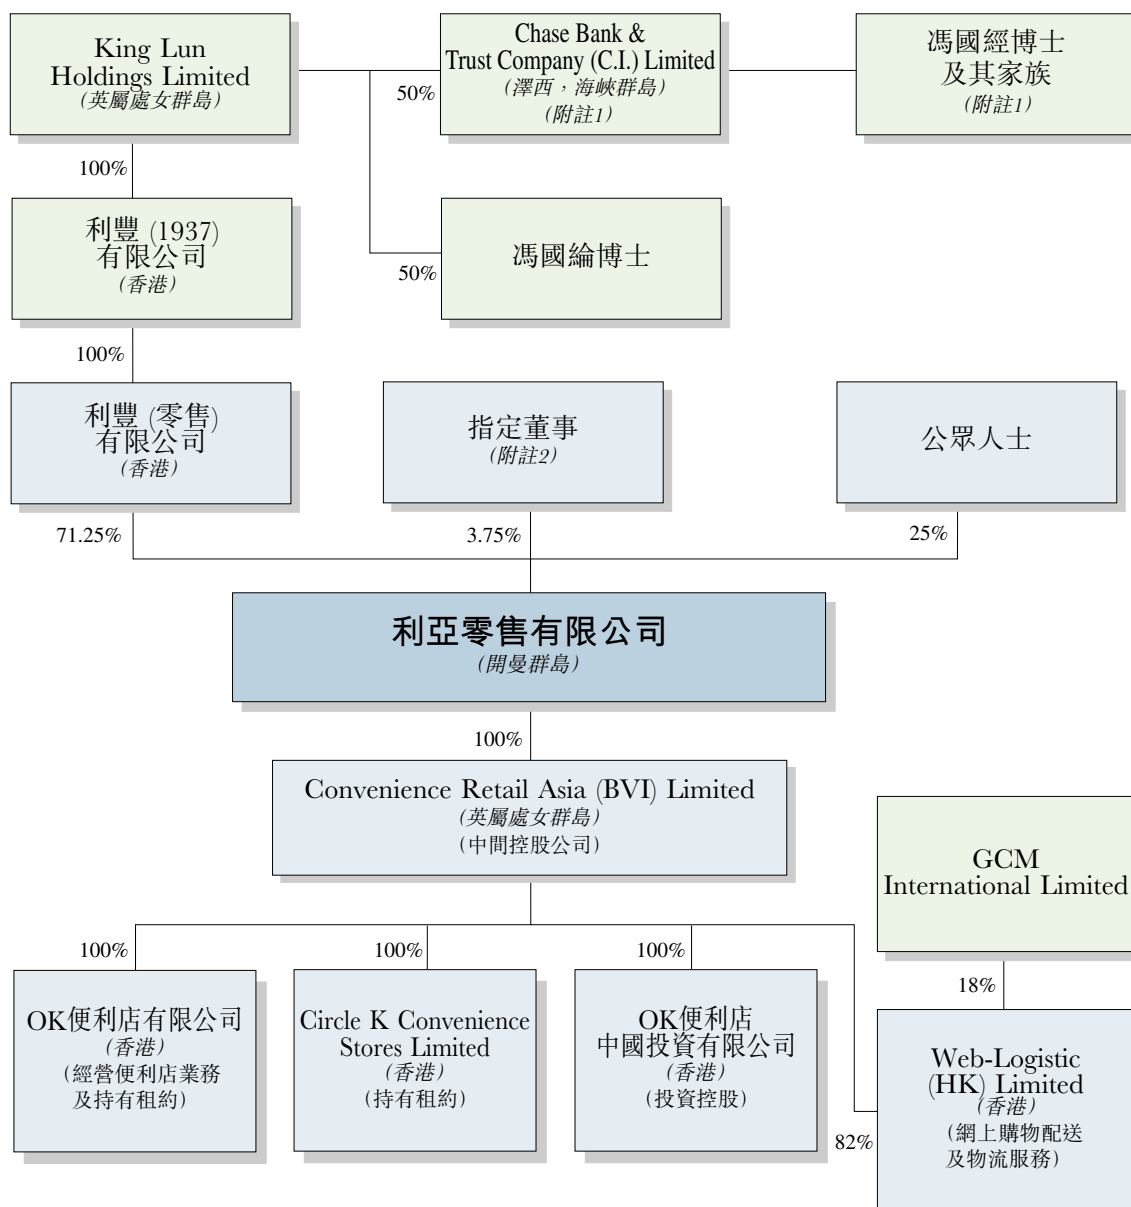 King Lun
Holdings Limited
(英屬處女群島)
50%
Chase Bank &
Trust Company (C.I.) Limited
(澤西，海峽群島)
(附註1)
馮國經博士
及其家族
(附註1)
100%
利豐 (1937)
有限公司
(香港)
50%
馮國綸博士
100%
利豐 (零售)
有限公司
(香港)
指定董事
(附註2)
公眾人士
71.25%
3.75%
25%
利亞零售有限公司
(開曼群島)
100%
Convenience Retail Asia (BVI) Limited
(英屬處女群島)
(中間控股公司)
GCM
International Limited
100%
100%
100%
18%
OK便利店有限公司
(香港)
(經營便利店業務
及持有租約)
Circle K Convenience
Stores Limited
(香港)
(持有租約)
OK便利店
中國投資有限公司
(香港)
(投資控股)
82%
Web-Logistic
(HK) Limited
(香港)
(網上購物配送
及物流服務)